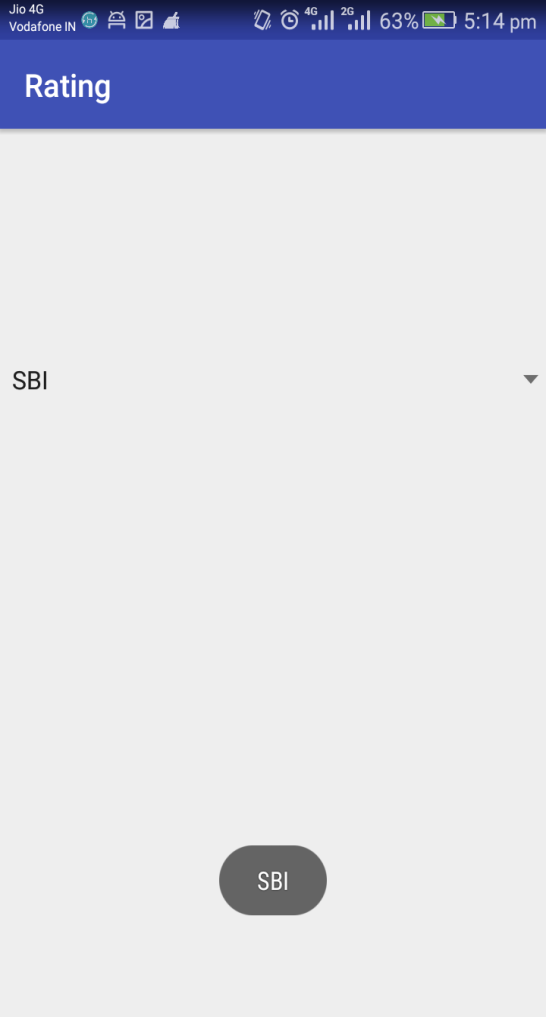 Jio 4G
Vodafone IN
4G 2G 63% 5:14 pm
Rating
SBI
SBI